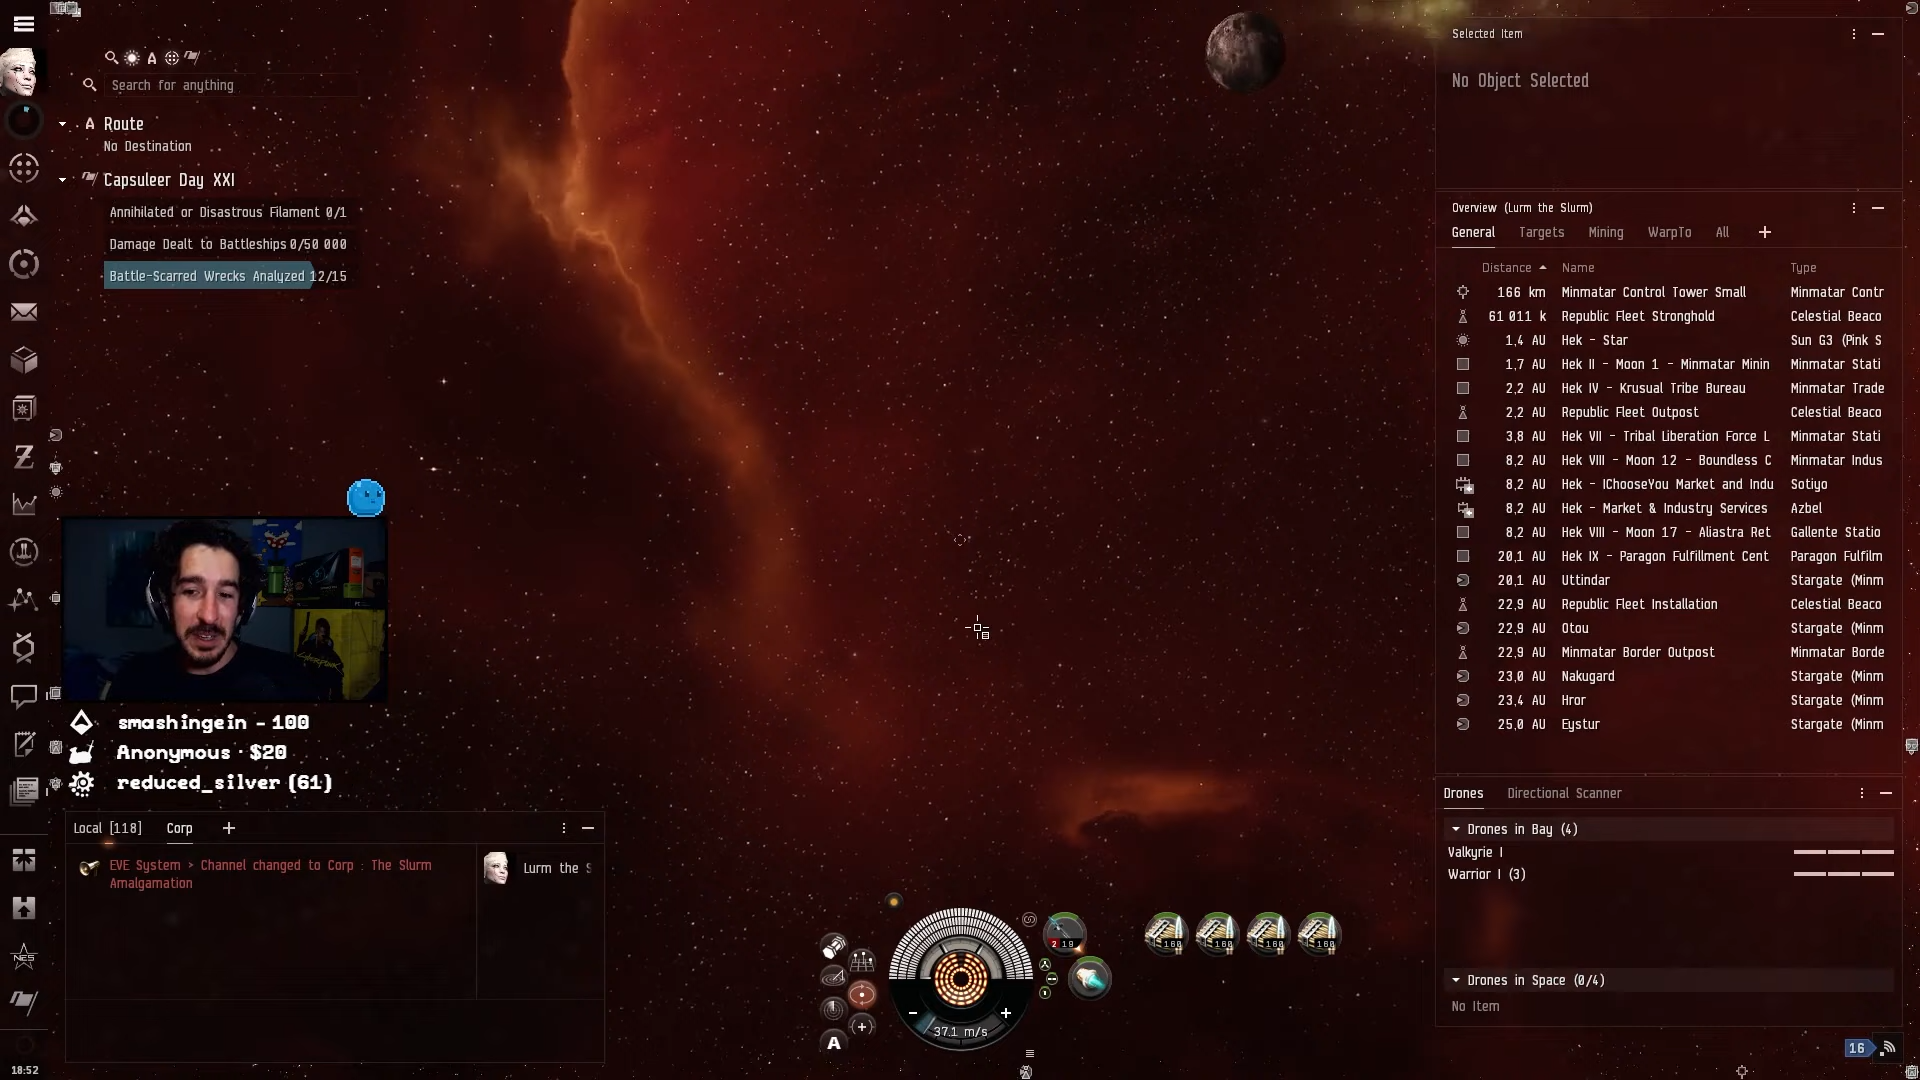 Search for anything
A Route
No Destination
Capsuleer Day XXI
Annihilated or Disastrous Filament 0/1
Damage Dealt to Battleships 0/50 000
Battle-Scarred Wrecks Analyzed 12/15
smashingein - 100
Anonymous · $20
reduced_silver (61)
Local [118] Corp +
EVE System > Channel changed to Corp : The Slurm
Amalgamation
Lurm the S
18:52
NES
2 19
160 160 160 160
37.1 m/s
A
Selected Item
No Object Selected
Overview (Lurm the Slurm)
General Targets Mining WarpTo All +
Distance Name Type
166 km Minmatar Control Tower Small Minmatar Contr
61 011 k Republic Fleet Stronghold Celestial Beaco
1,4 AU Hek - Star Sun G3 (Pink S
1,7 AU Hek II - Moon 1 - Minmatar Minin Minmatar Stati
2,2 AU Hek IV - Krusual Tribe Bureau Minmatar Trade
2,2 AU Republic Fleet Outpost Celestial Beaco
3,8 AU Hek VII - Tribal Liberation Force L Minmatar Stati
8,2 AU Hek VIII - Moon 12 - Boundless C Minmatar Indus
8,2 AU Hek - IChooseYou Market and Indu Sotiyo
8,2 AU Hek - Market & Industry Services Azbel
8,2 AU Hek VIII - Moon 17 - Aliastra Ret Gallente Statio
20,1 AU Hek IX - Paragon Fulfillment Cent Paragon Fulfilm
20,1 AU Uttindar Stargate (Minm
22,9 AU Republic Fleet Installation Celestial Beaco
22,9 AU Otou Stargate (Minm
22,9 AU Minmatar Border Outpost Minmatar Borde
23,0 AU Nakugard Stargate (Minm
23,4 AU Hror Stargate (Minm
25,0 AU Eystur Stargate (Minm
Drones Directional Scanner
Drones in Bay (4)
Valkyrie I
Warrior I (3)
Drones in Space (0/4)
No Item
16